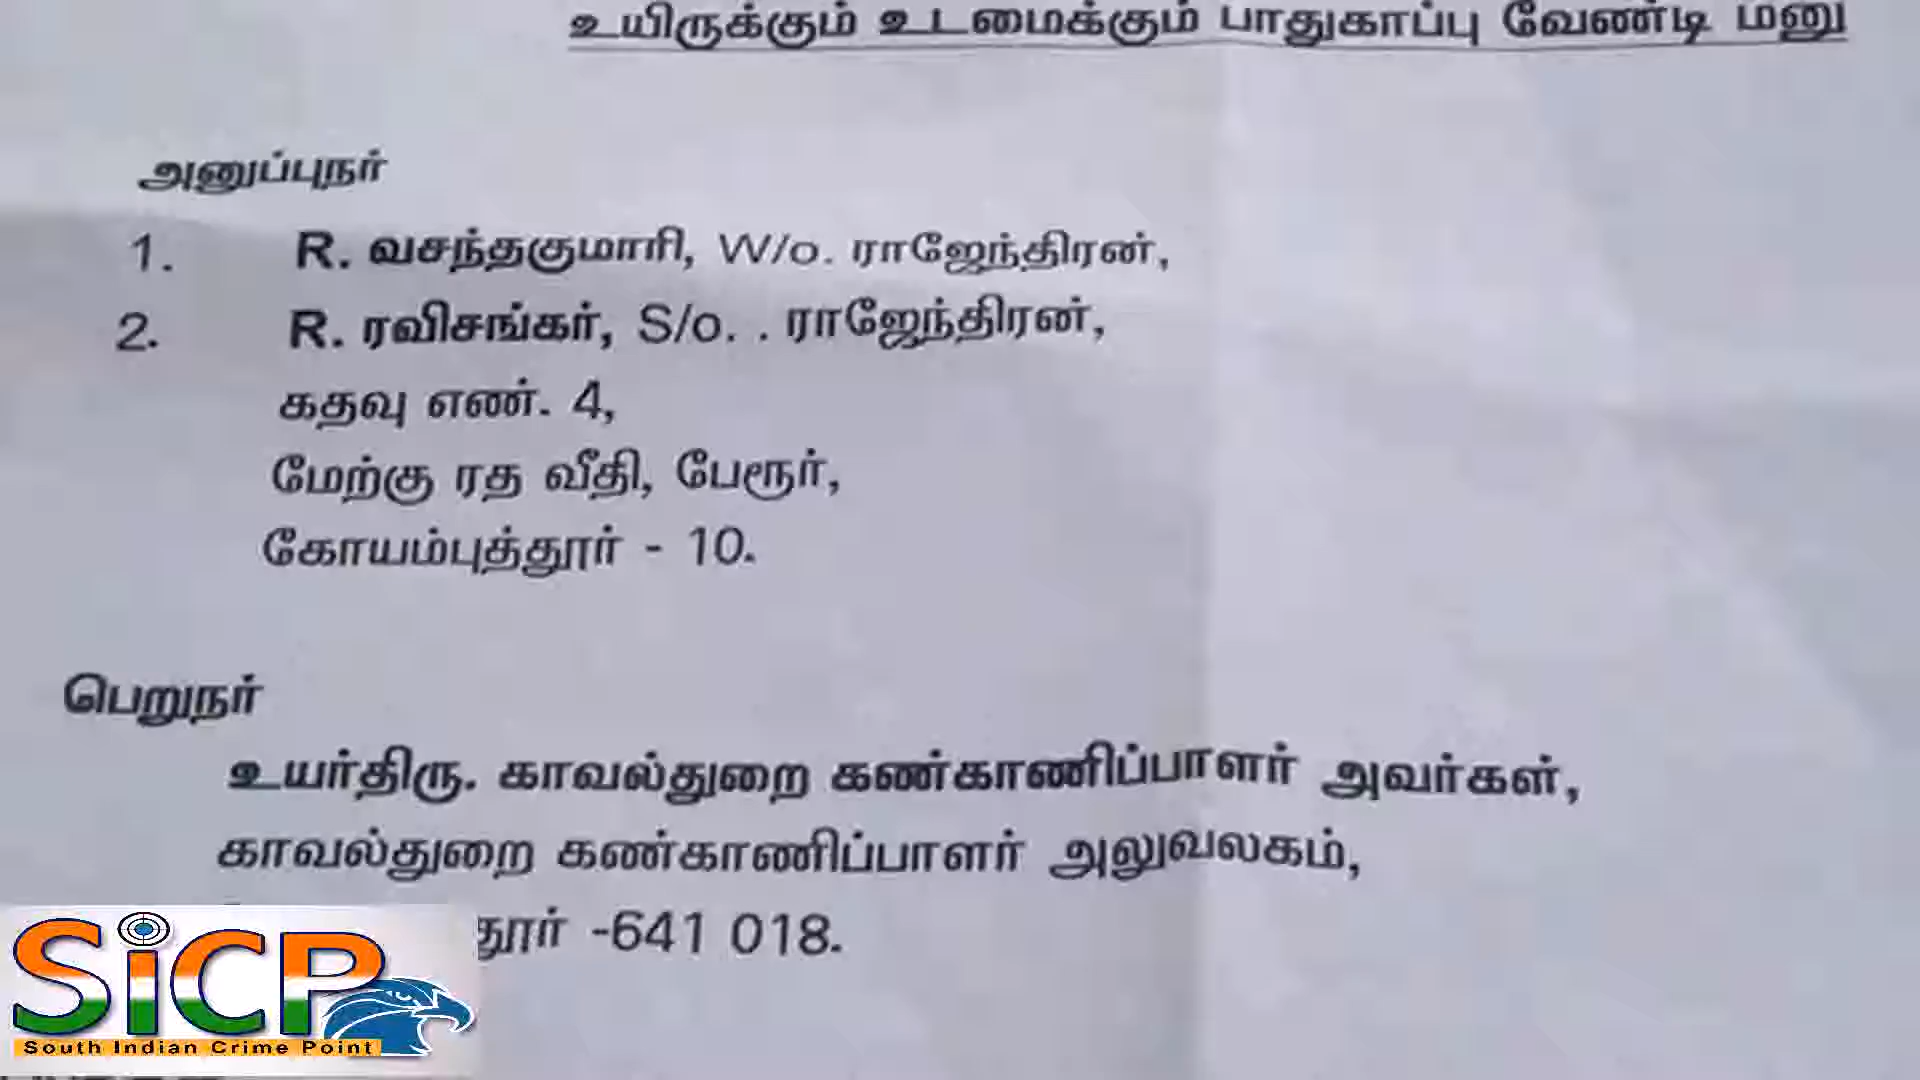 உயிருக்கும் உடமைக்கும் பாதுகாப்பு வேண்டி மனு
அனுப்புநர்
1. R. வசந்தகுமாரி, W/o. ராஜேந்திரன்,
2. R. ரவிசங்கர், S/o. . ராஜேந்திரன்,
கதவு எண். 4,
மேற்கு ரத வீதி, பேரூர்,
கோயம்புத்தூர் - 10.
பெறுநர்
உயர்திரு. காவல்துறை கண்காணிப்பாளர் அவர்கள்,
காவல்துறை கண்காணிப்பாளர் அலுவலகம்,
தூர் -641 018.
SiCP
South Indian Crime Point